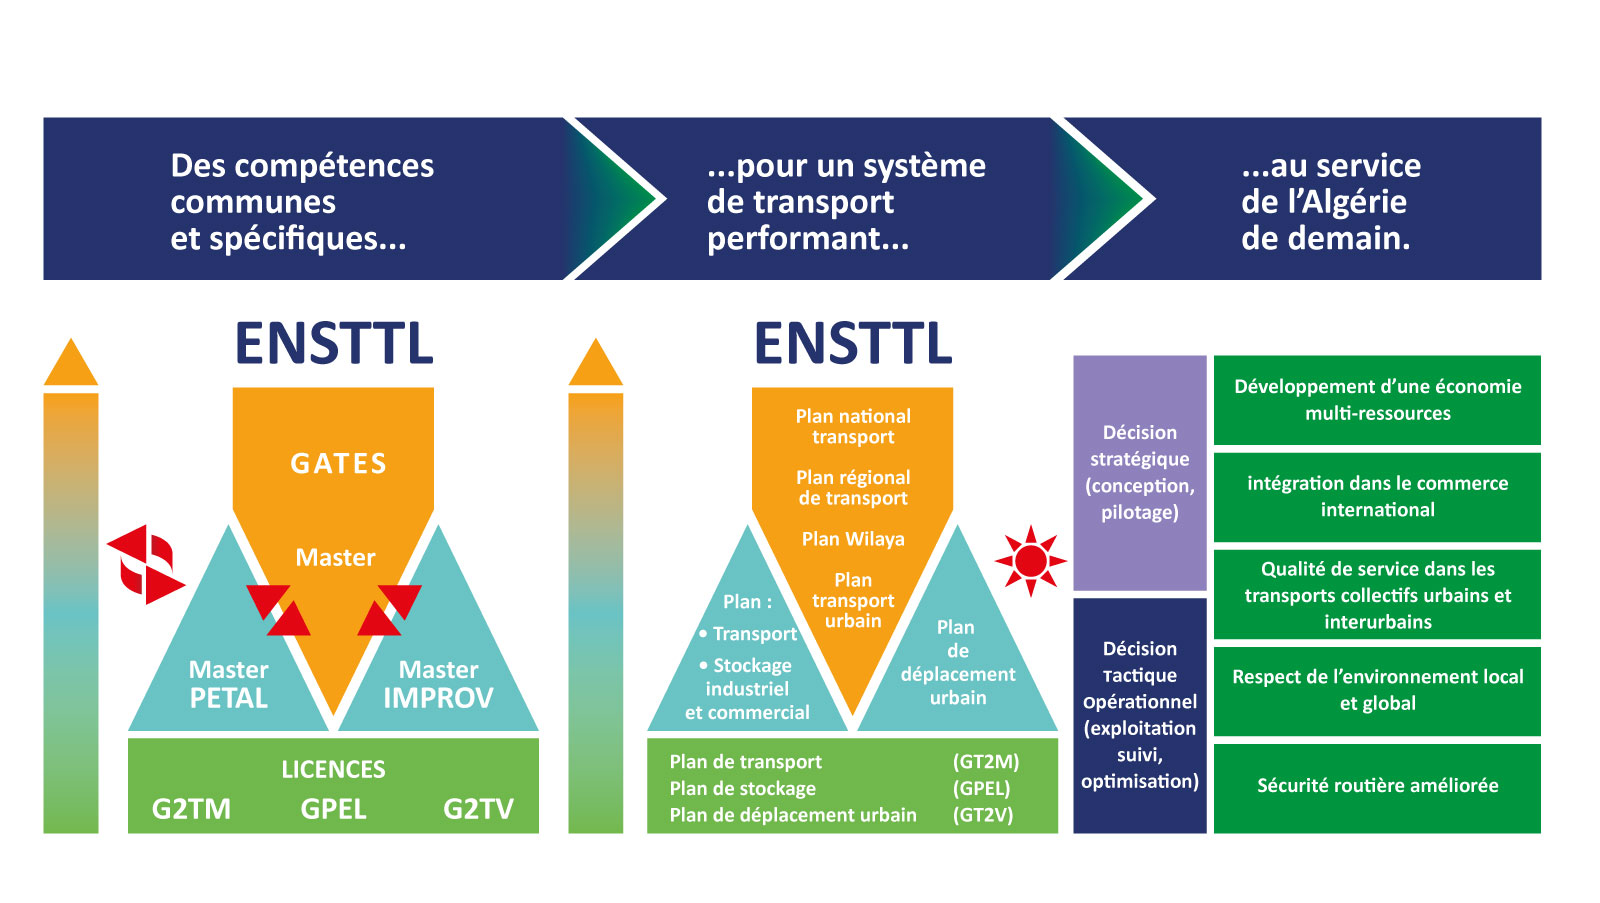 Des compétences
communes
et spécifiques...
...pour un système
de transport
performant...
...au service
de l'Algérie
de demain.
ENSTTL
GATES
Master
Master
PETAL
Master
IMPROV
LICENCES
G2TM GPEL G2TV
ENSTTL
Plan national
transport
Plan régional
de transport
Plan Wilaya
Plan
transport
urbain
Plan :
• Transport
• Stockage
industriel
et commercial
Plan
de
déplacement
urbain
Plan de transport (GT2M)
Plan de stockage (GPEL)
Plan de déplacement urbain (GT2V)
Décision
stratégique
(conception,
pilotage)
Décision
Tactique
Opérationnel
(exploitation
suivi,
optimisation)
Développement d'une économie
multi-ressources
intégration dans le commerce
international
Qualité de service dans les
transports collectifs urbains et
interurbains
Respect de l'environnement local
et global
Sécurité routière améliorée